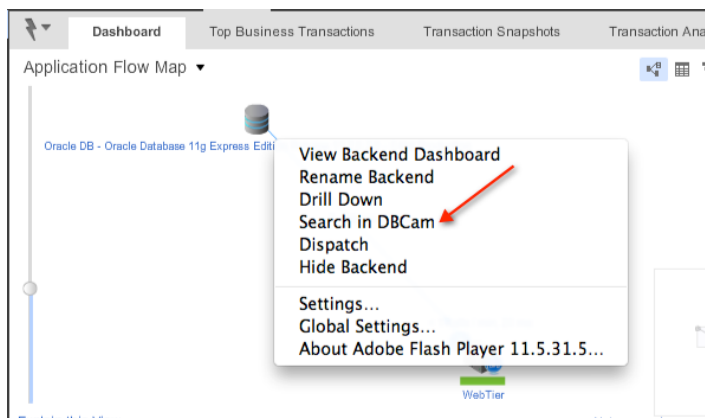 Dashboard
Top Business Transactions
Transaction Snapshots
Transaction
Application Flow Map
Oracle DB - Oracle Database 11g Express
View Backend Dashboard
Rename Backend
Drill Down
Search in DBCam
Dispatch
Hide Backend
Settings...
Global Settings...
About Adobe Flash Player 11.5.31.5...
WebTier